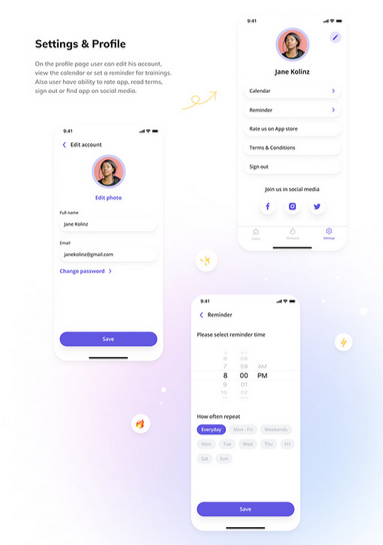 Settings & Profile
On the profile page user can edit his account,
view the calendar or set a reminder for trainings.
Also user have ability to rate app, read terms,
sign out or find app on social media.
9:41
Jane Kolinz
Calendar
Reminder
Rate us on App store
Terms & Conditions
Sign out
Join us in social media
Settings
9:41
Edit account
Edit photo
Full name
Jane Kolinz
Email
janekolinz@gmail.com
Change password
Save
9:41
Reminder
Please select reminder time
6 06
7 08 AM
8 00 PM
9 01
10 02
How often repeat
Everyday Mon - Fri Weekends
Mon Tue Wed Thu Fri
Sat Sun
Save